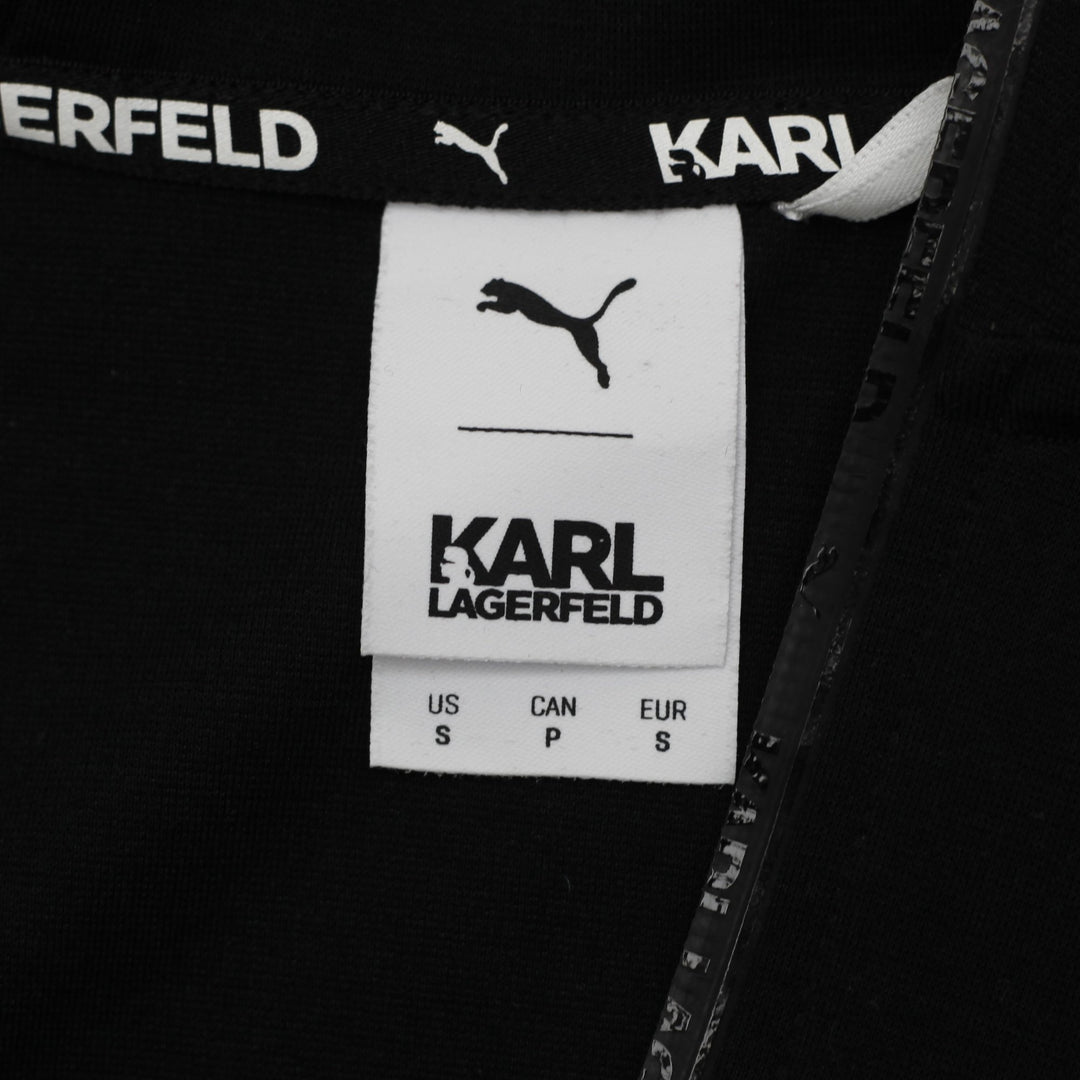 ERFELD KARL
KARL
LAGERFELD
US CAN EUR
S P S